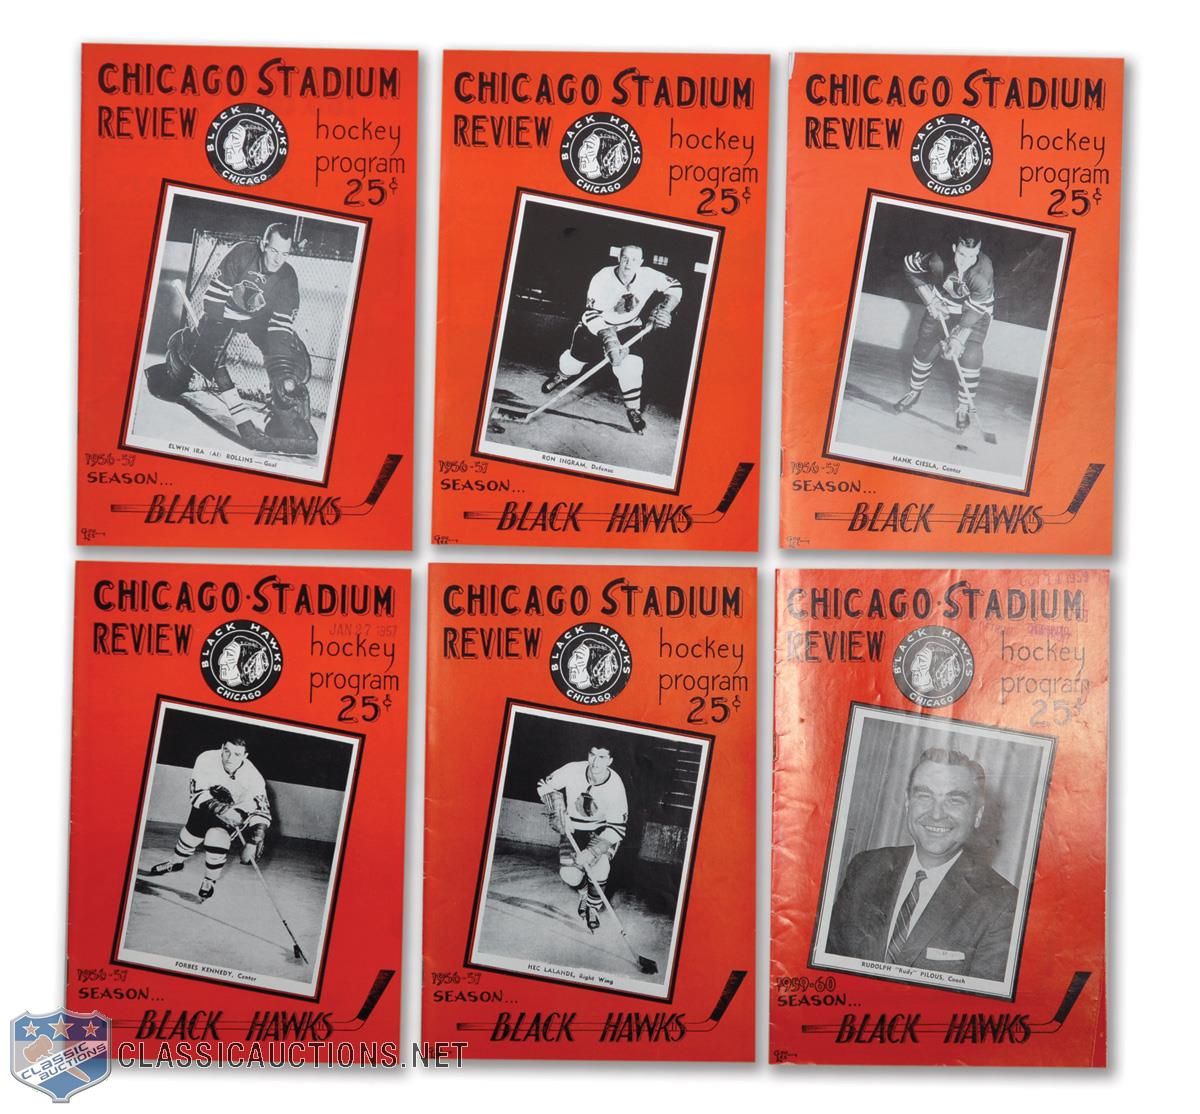 CHICAGO STADIUM
REVIEW
BLACK HAWKS
CHICAGO
hockey
program
25¢
ELWIN IRA (Al) ROLLINS — Goal
1956-57
SEASON...
BLACK HAWKS
CHICAGO STADIUM
REVIEW
BLACK HAWKS
CHICAGO
hockey
program
25¢
RON INGRAM, Defense
1956-57
SEASON...
BLACK HAWKS
CHICAGO STADIUM
REVIEW
BLACK HAWKS
CHICAGO
hockey
program
25¢
HANK CIESLA, Center
1956-57
SEASON...
BLACK HAWKS
CHICAGO·STADIUM
JAN 27 1957
REVIEW
BLACK HAWKS
CHICAGO
hockey
program
25¢
FORBES KENNEDY, Center
1956-57
SEASON...
BLACK HAWKS
CHICAGO STADIUM
REVIEW
BLACK HAWKS
CHICAGO
hockey
program
25¢
HEC LALANDE, Right Wing
1956-57
SEASON...
BLACK HAWKS
1959
CHICAGO·STADIUM
REVIEW
BLACK HAWKS
CHICAGO
hockey
program
25¢
RUDOLPH "Rudy" PILOUS, Coach
1959-60
SEASON...
BLACK HAWKS
CLASSIC
AUCTIONS
CLASSICAUCTIONS.NET